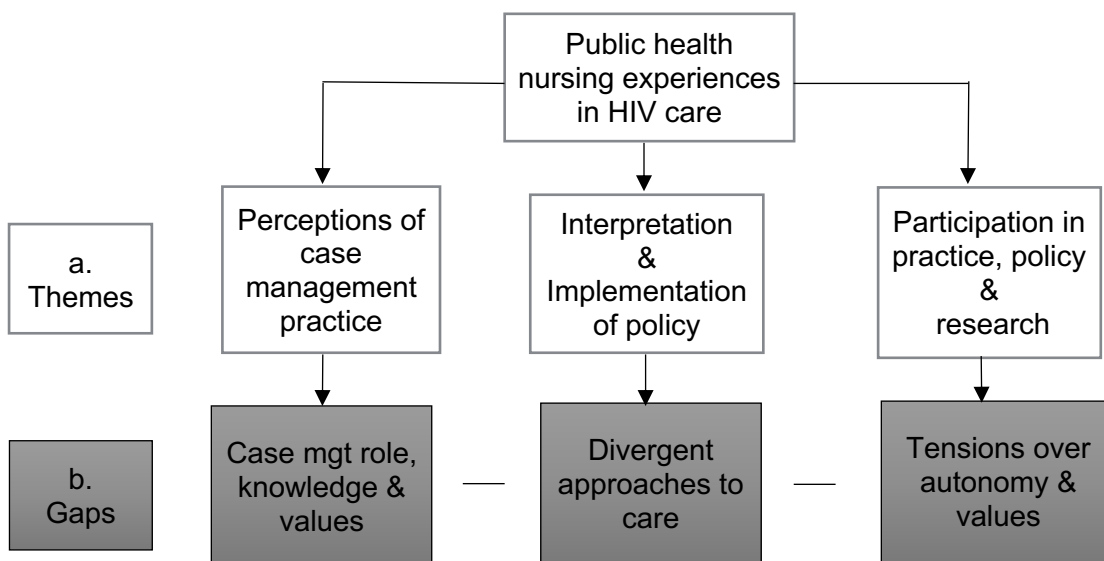 Public health
nursing experiences
in HIV care
a.
Themes
Perceptions of
case
management
practice
Interpretation
&
Implementation
of policy
Participation in
practice, policy
&
research
b.
Gaps
Case mgt role,
knowledge &
values
Divergent
approaches to
care
Tensions over
autonomy &
values